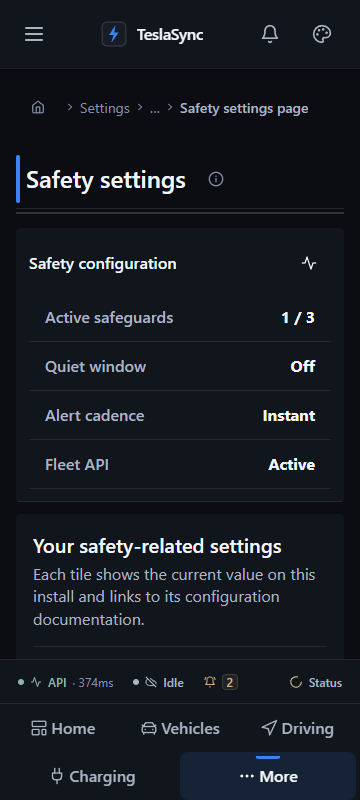 TeslaSync
Settings
...
Safety settings page
Safety settings
Safety configuration
Active safeguards 1 / 3
Quiet window Off
Alert cadence Instant
Fleet API Active
Your safety-related settings
Each tile shows the current value on this
install and links to its configuration
documentation.
API · 374ms Idle 2 Status
Home Vehicles Driving
Charging ··· More